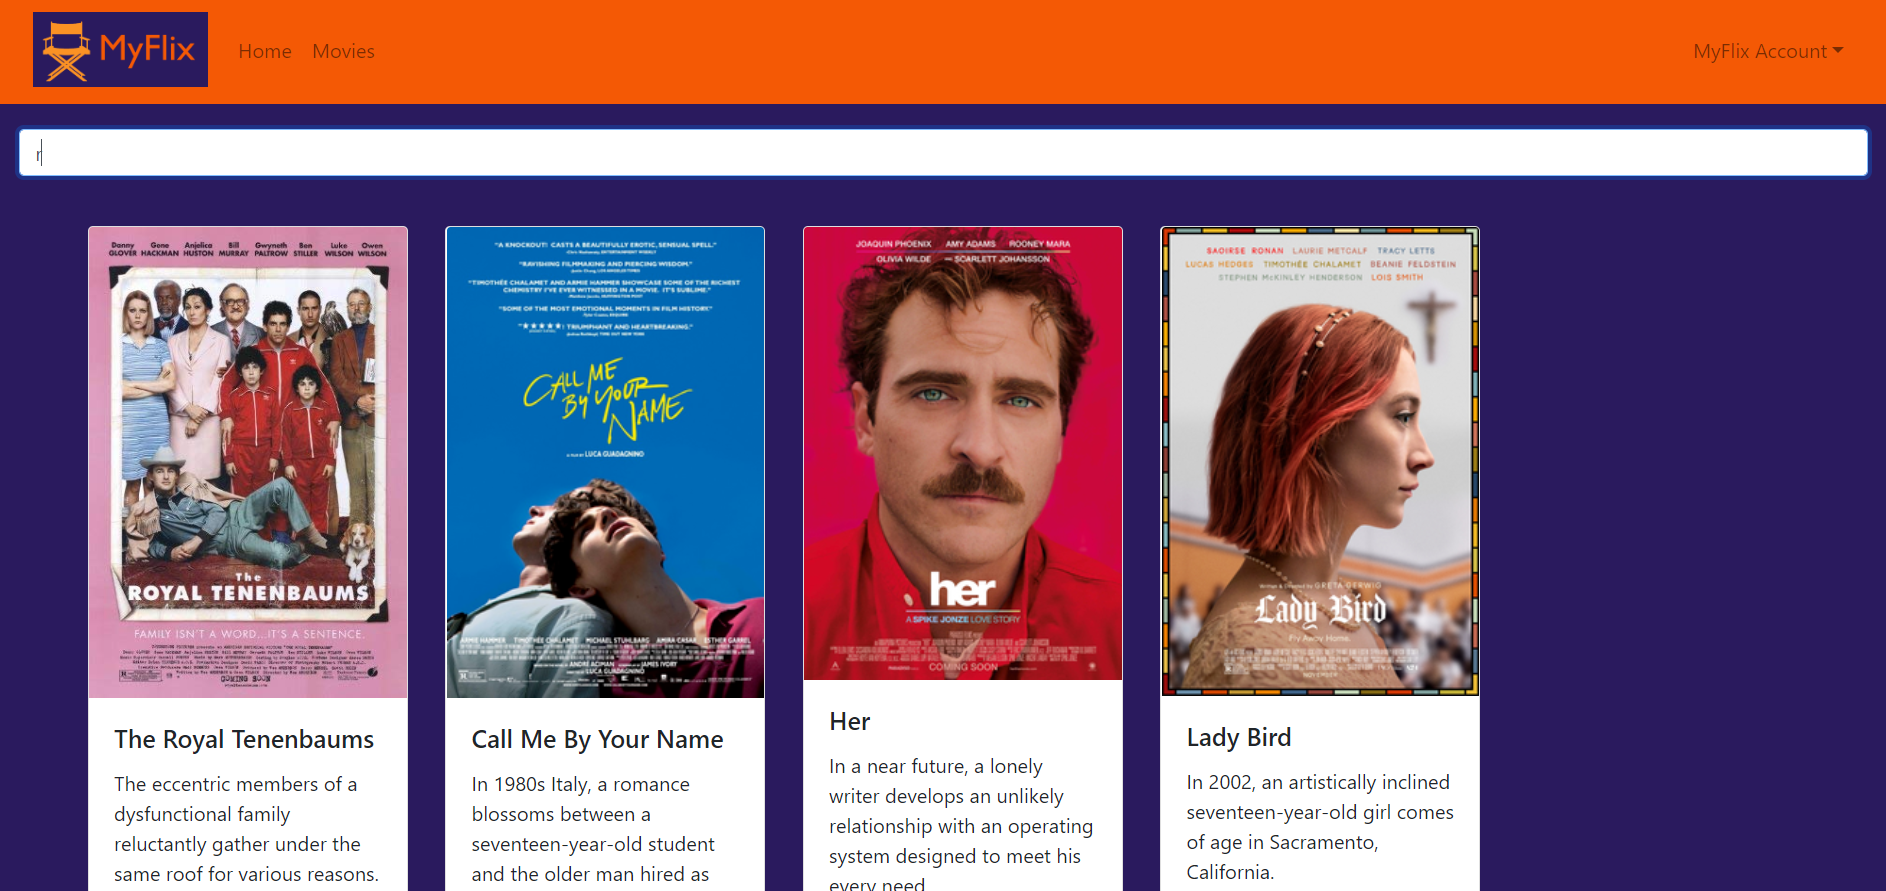 MyFlix
Home
Movies
MyFlix Account
r
Danny GLOVER Gene HACKMAN Anjelica HUSTON Bill MURRAY Gwyneth PALTROW Ben STILLER Luke WILSON Owen WILSON
The
ROYAL TENENBAUMS
FAMILY ISN'T A WORD...IT'S A SENTENCE.
COMING SOON
The Royal Tenenbaums
The eccentric members of a
dysfunctional family
reluctantly gather under the
same roof for various reasons.
"A KNOCKOUT! CASTS A BEAUTIFULLY EROTIC, SENSUAL SPELL."
"RAVISHING FILMMAKING AND PIERCING WISDOM."
"TIMOTHÉE CHALAMET AND ARMIE HAMMER SHOWCASE SOME OF THE RICHEST
CHEMISTRY I'VE EVER WITNESSED IN A MOVIE. IT'S SUBLIME."
"SOME OF THE MOST EMOTIONAL MOMENTS IN FILM HISTORY."
"★★★★★! TRIUMPHANT AND HEARTBREAKING."
CALL ME
BY YOUR
NAME
A FILM BY LUCA GUADAGNINO
ARMIE HAMMER TIMOTHÉE CHALAMET MICHAEL STUHLBARG AMIRA CASAR ESTHER GARREL
ANDRÉ ACIMAN JAMES IVORY
LUCA GUADAGNINO
Call Me By Your Name
In 1980s Italy, a romance
blossoms between a
seventeen-year-old student
and the older man hired as
JOAQUIN PHOENIX AMY ADAMS ROONEY MARA
OLIVIA WILDE AND SCARLETT JOHANSSON
her
A SPIKE JONZE LOVE STORY
COMING SOON
Her
In a near future, a lonely
writer develops an unlikely
relationship with an operating
system designed to meet his
every need
SAOIRSE RONAN LAURIE METCALF TRACY LETTS
LUCAS HEDGES TIMOTHÉE CHALAMET BEANIE FELDSTEIN
STEPHEN McKINLEY HENDERSON LOIS SMITH
Written & Directed by GRETA GERWIG
Lady Bird
Fly Away Home.
NOVEMBER
Lady Bird
In 2002, an artistically inclined
seventeen-year-old girl comes
of age in Sacramento,
California.